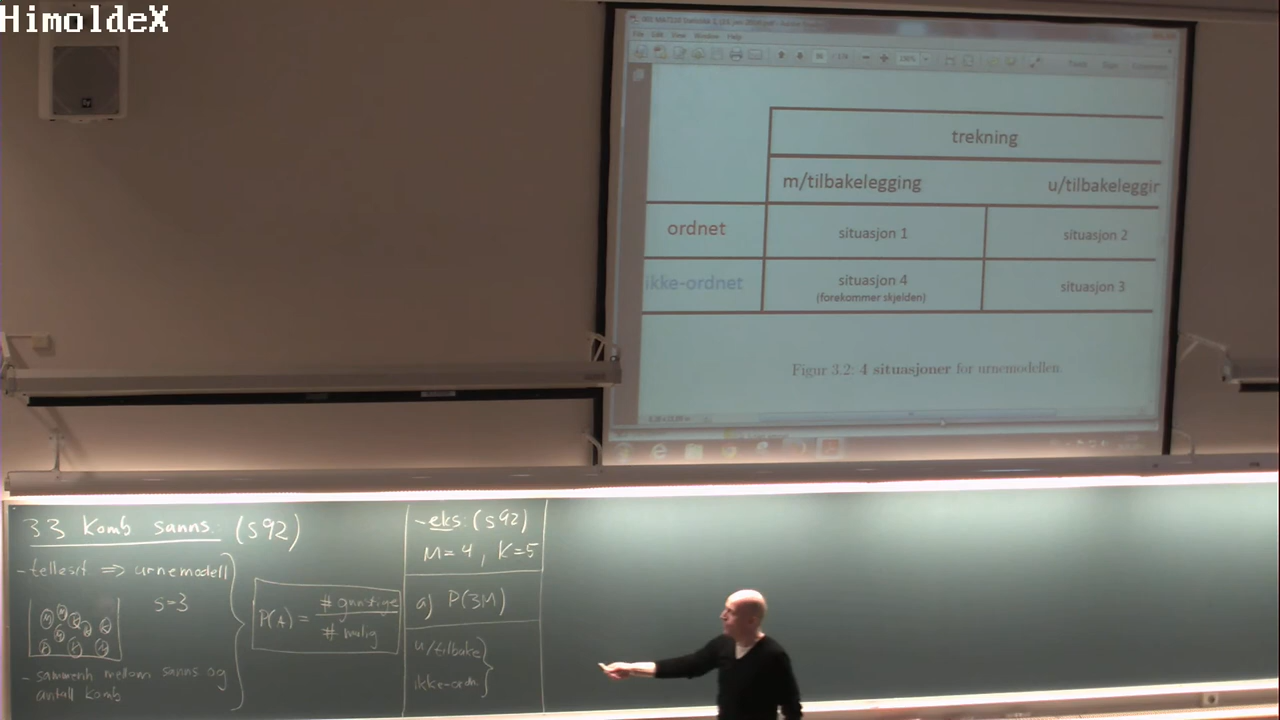 HimoldeX
trekning
m/tilbakelegging u/tilbakeleggir
ordnet situasjon 1 situasjon 2
ikke-ordnet situasjon 4 situasjon 3
(forekommer skjelden)
Figur 3.2: 4 situasjoner for urnemodellen.
3.3 Komb sanns. (s92)
-tellesit => urnemodell
s=3
- sammenh mellom sanns og
antall komb
P(A) = # gunstige
# mulig
-eks: (s92)
M=4, K=5
a) P(3M)
u/tilbake
ikke-ordn.